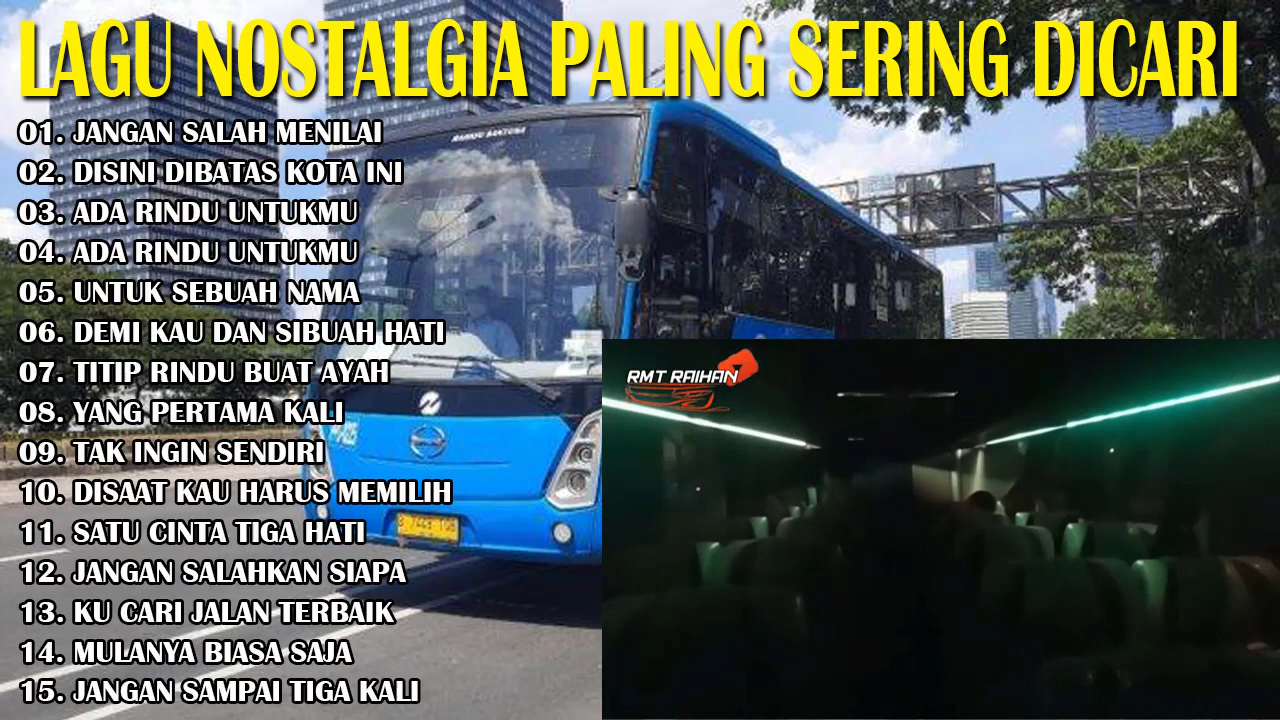 LAGU NOSTALGIA PALING SERING DICARI
01. JANGAN SALAH MENILAI
02. DISINI DIBATAS KOTA INI
03. ADA RINDU UNTUKMU
04. ADA RINDU UNTUKMU
05. UNTUK SEBUAH NAMA
06. DEMI KAU DAN SIBUAH HATI
07. TITIP RINDU BUAT AYAH
08. YANG PERTAMA KALI
09. TAK INGIN SENDIRI
10. DISAAT KAU HARUS MEMILIH
11. SATU CINTA TIGA HATI
12. JANGAN SALAHKAN SIAPA
13. KU CARI JALAN TERBAIK
14. MULANYA BIASA SAJA
15. JANGAN SAMPAI TIGA KALI
RMT RAIHAN